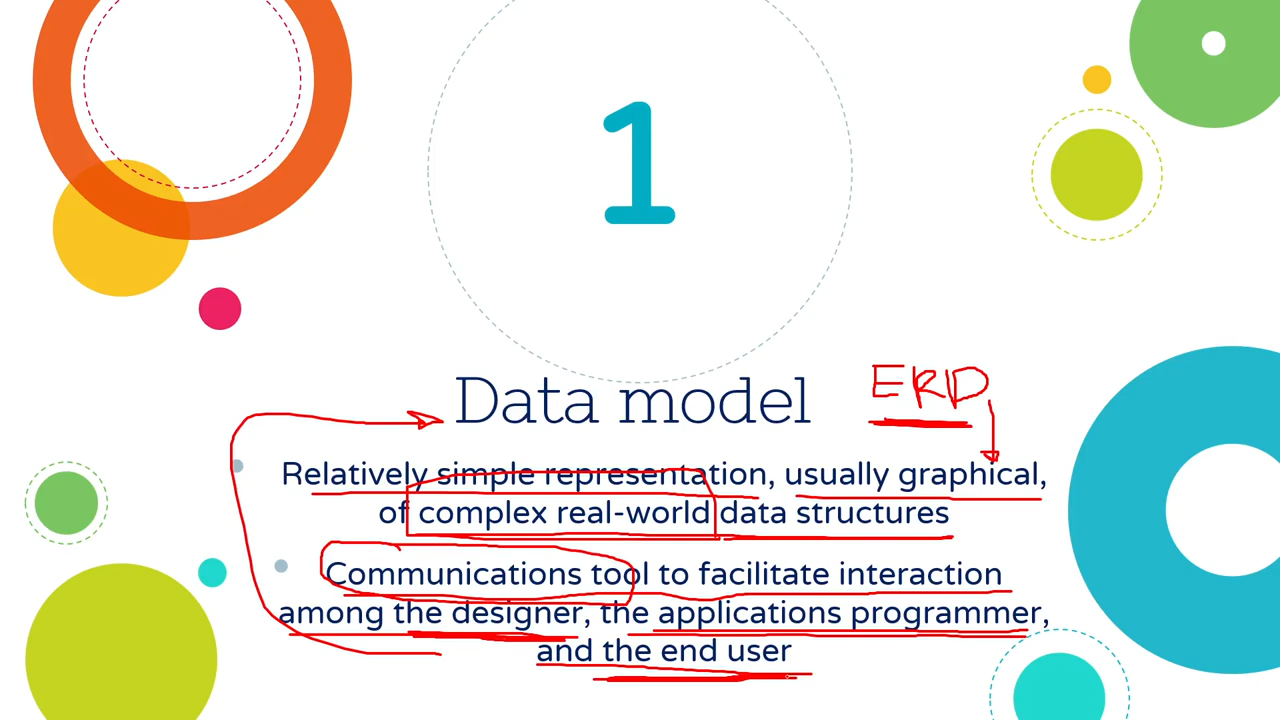 1
Data model
ERD
Relatively simple representation, usually graphical,
of complex real-world data structures
Communications tool to facilitate interaction
among the designer, the applications programmer,
and the end user